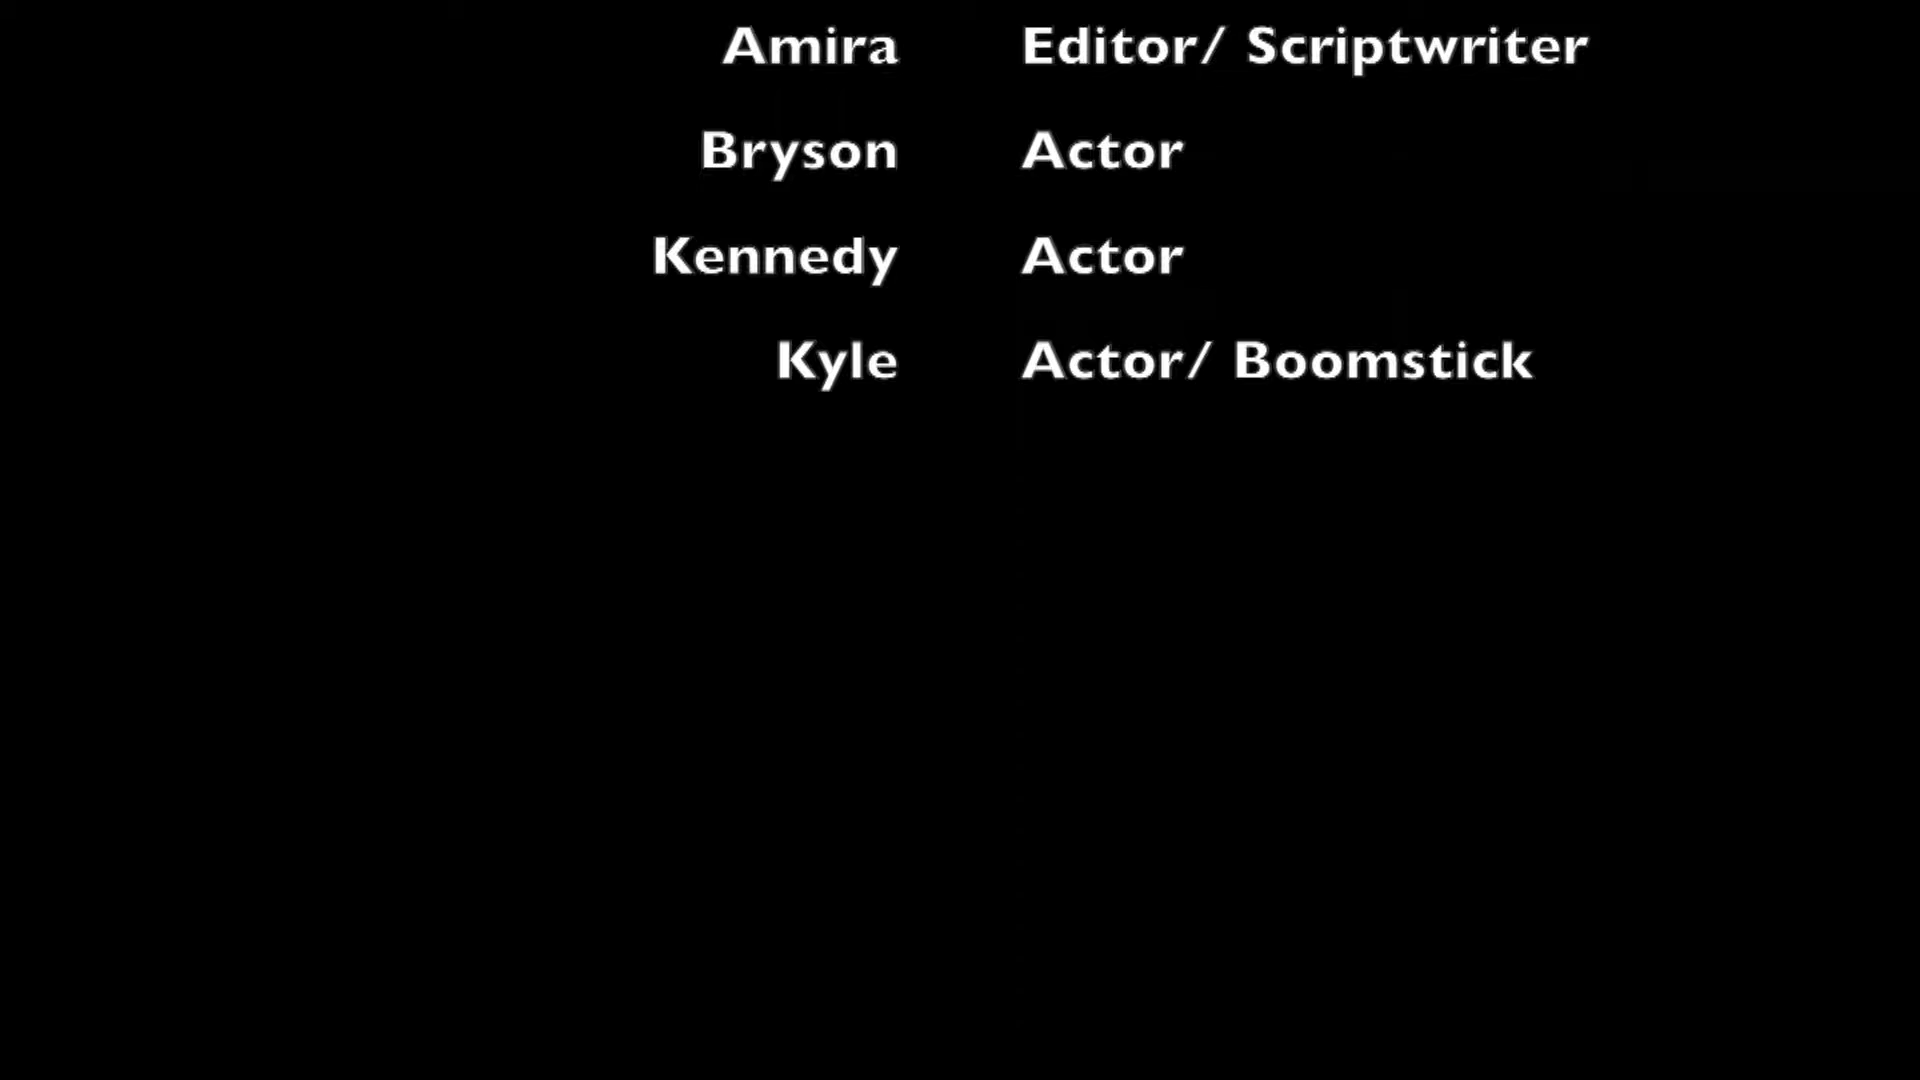 Amira Editor/ Scriptwriter
Bryson Actor
Kennedy Actor
Kyle Actor/ Boomstick